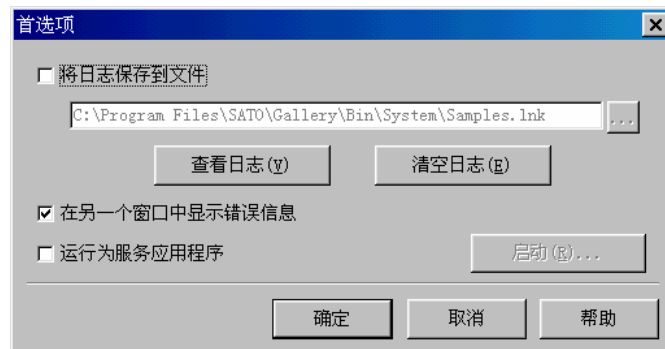 首选项
将日志保存到文件
C:\Program Files\SATO\Gallery\Bin\System\Samples.lnk ...
查看日志(V) 清空日志(E)
在另一个窗口中显示错误信息
运行为服务应用程序 启动(R)...
确定 取消 帮助